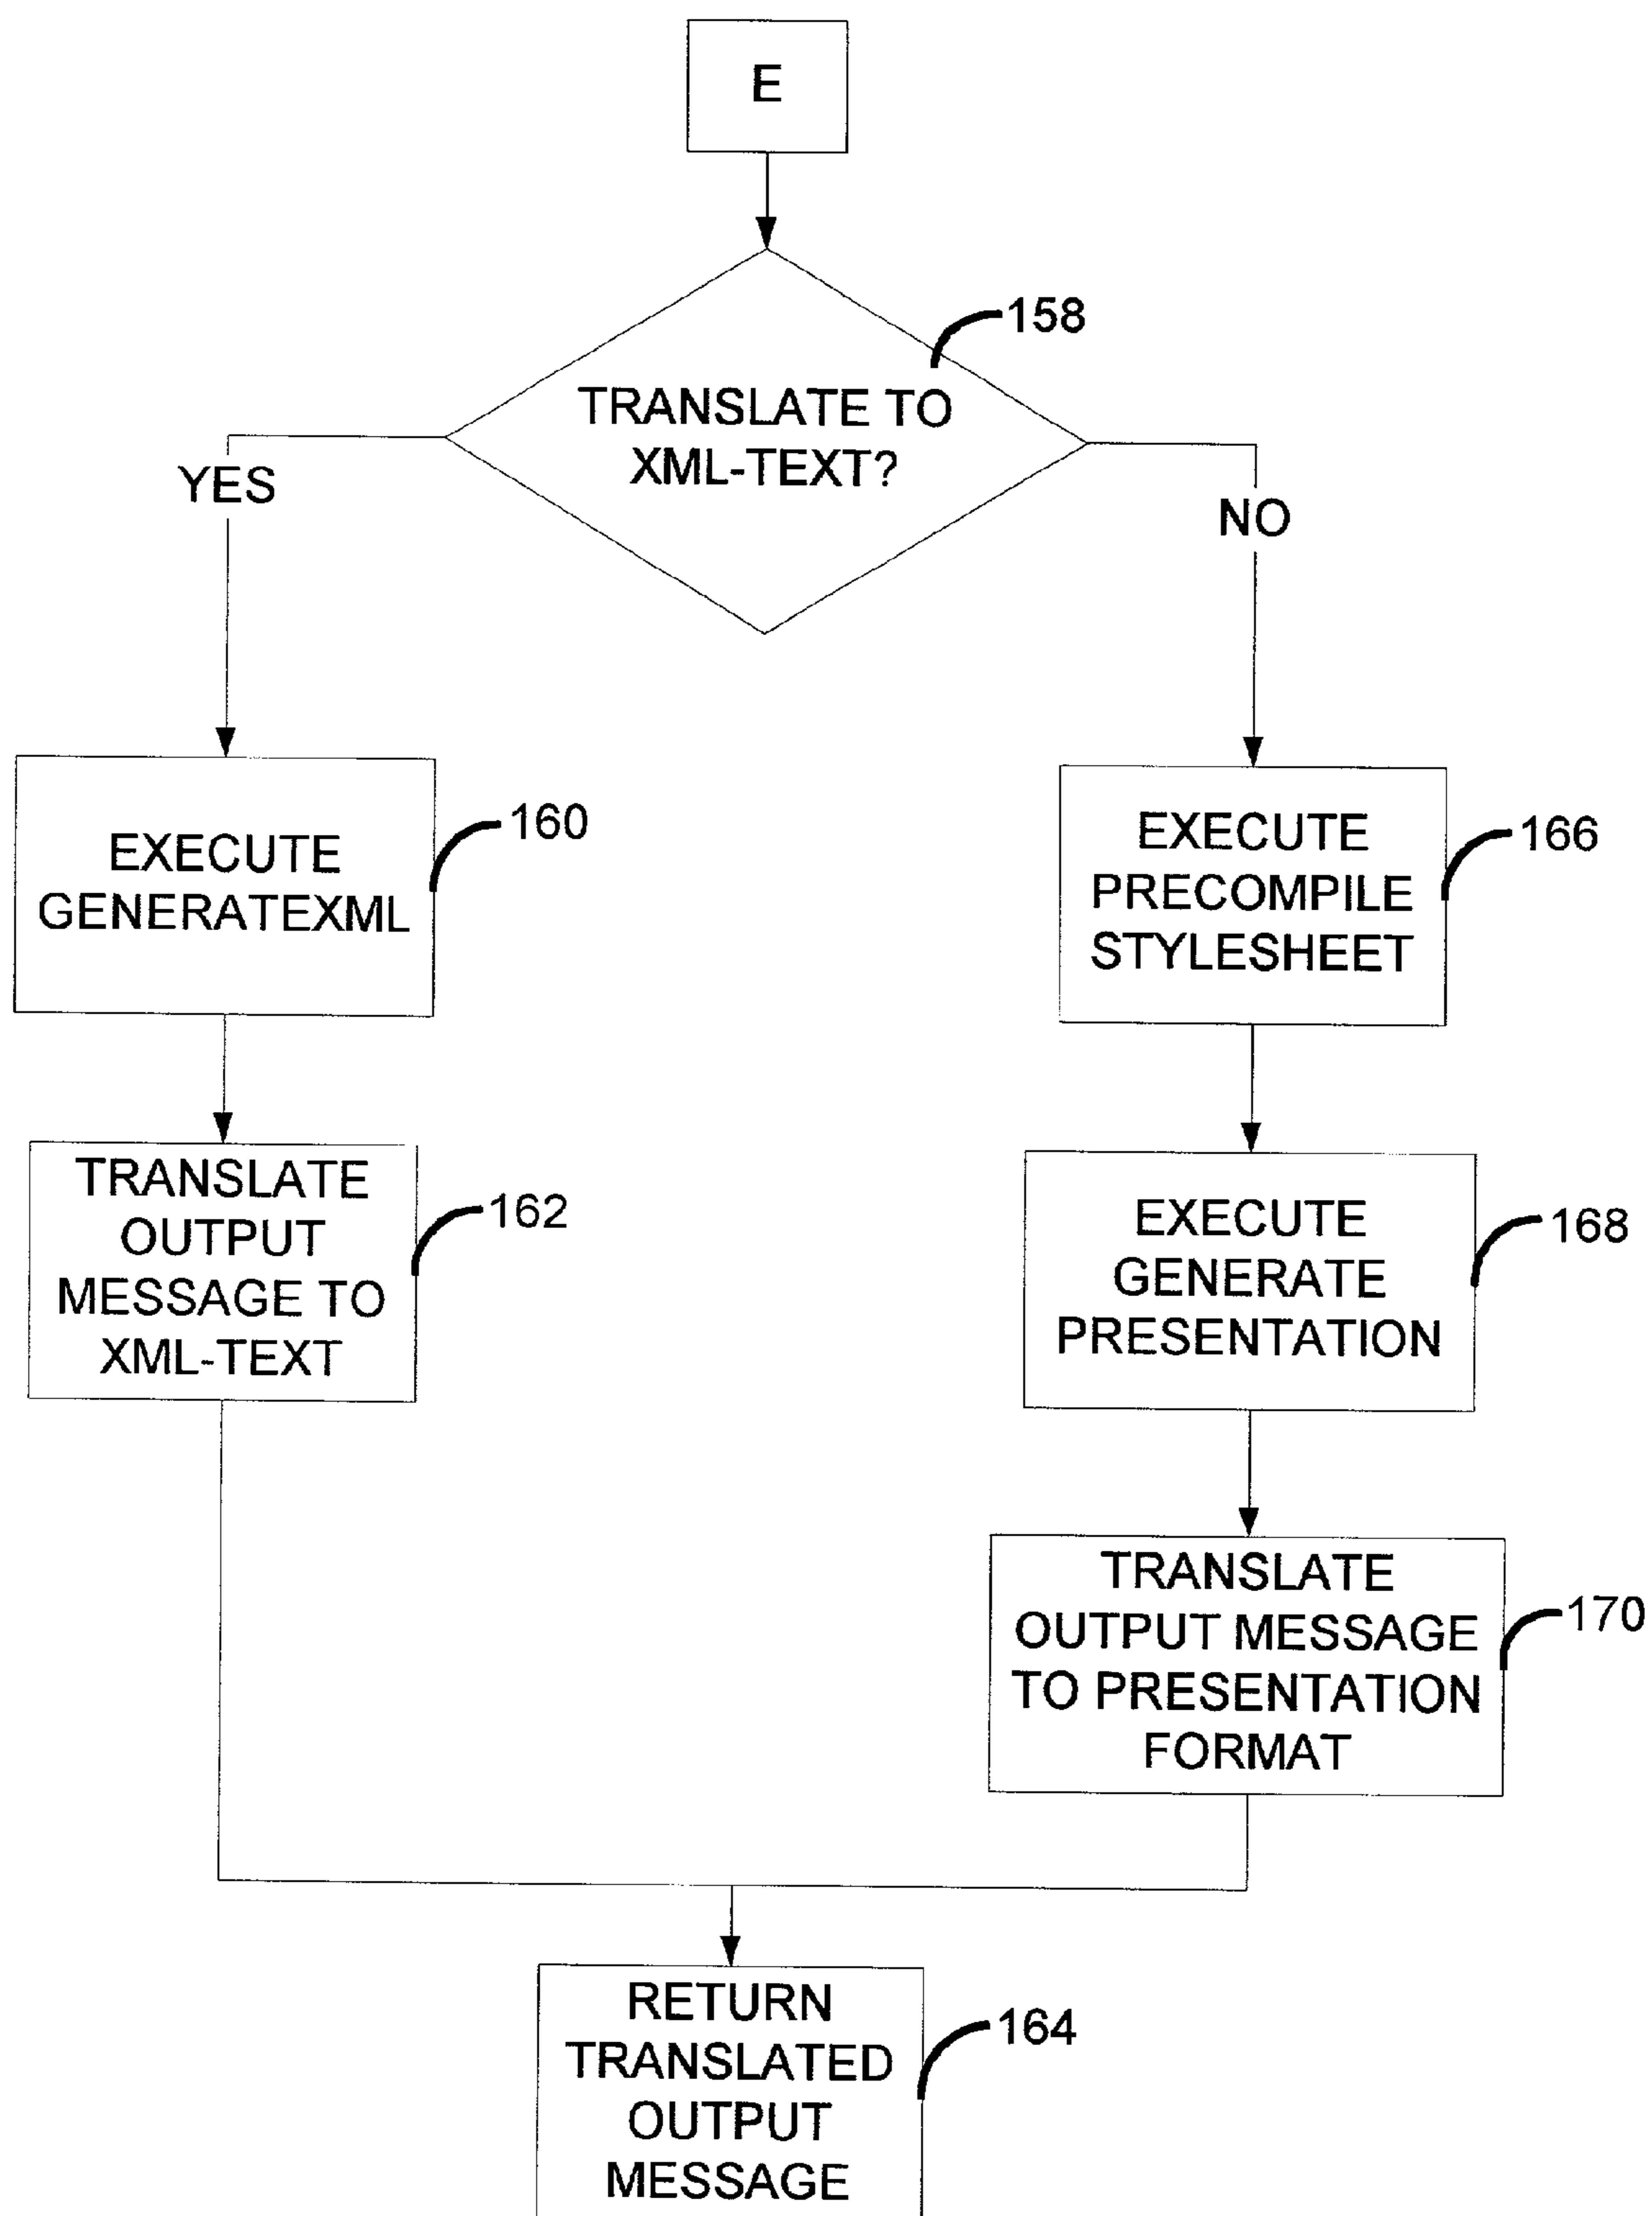 E
158
TRANSLATE TO
XML-TEXT?
YES
NO
EXECUTE
GENERATEXML
160
EXECUTE
PRECOMPILE
STYLESHEET
166
TRANSLATE
OUTPUT
MESSAGE TO
XML-TEXT
162
EXECUTE
GENERATE
PRESENTATION
168
TRANSLATE
OUTPUT MESSAGE
TO PRESENTATION
FORMAT
170
RETURN
TRANSLATED
OUTPUT
MESSAGE
164